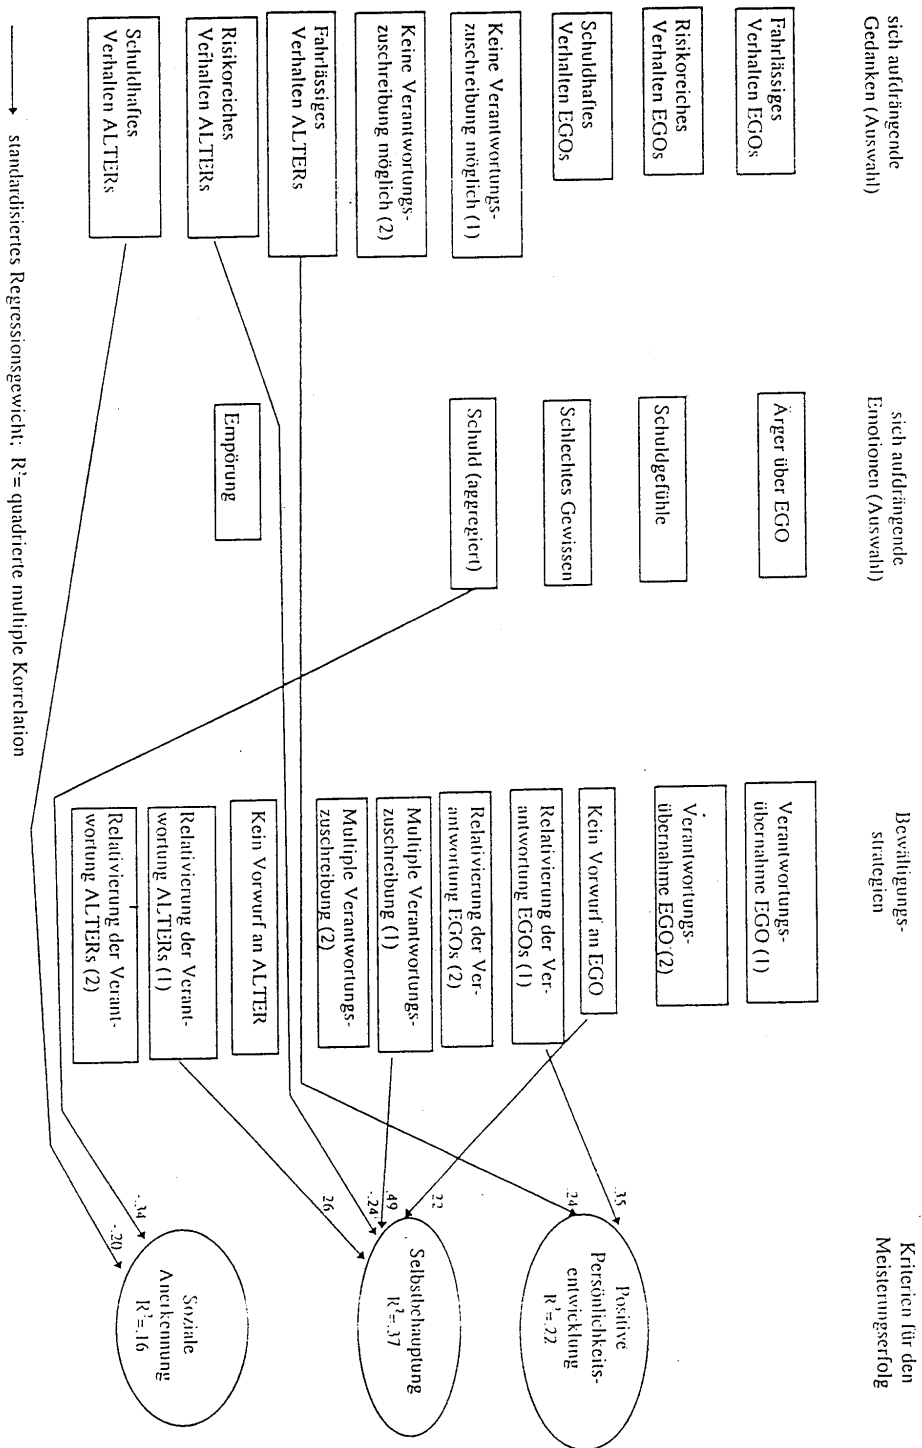 sich aufdrängende
Gedanken (Auswahl)
sich aufdrängende
Emotionen (Auswahl)
Bewältigungs-
strategien
Kriterien für den
Meisterungserfolg
Fahrlässiges
Verhalten EGOs
Risikoreiches
Verhalten EGOs
Schuldhaftes
Verhalten EGOs
Keine Verantwortungs-
zuschreibung möglich (1)
Keine Verantwortungs-
zuschreibung möglich (2)
Fahrlässiges
Verhalten ALTERs
Risikoreiches
Verhalten ALTERs
Schuldhaftes
Verhalten ALTERs
Ärger über EGO
Schuldgefühle
Schlechtes Gewissen
Schuld (aggregiert)
Empörung
Verantwortungs-
übernahme EGO (1)
Verantwortungs-
übernahme EGO (2)
Kein Vorwurf an EGO
Relativierung der Ver-
antwortung EGOs (1)
Relativierung der Ver-
antwortung EGOs (2)
Multiple Verantwortungs-
zuschreibung (1)
Multiple Verantwortungs-
zuschreibung (2)
Kein Vorwurf an ALTER
Relativierung der Verant-
wortung ALTERs (1)
Relativierung der Verant-
wortung ALTERs (2)
.35
.24
.22
.49
-.24
.26
-.34
-.20
Positive
Persönlichkeits-
entwicklung
R²=.22
Selbstbehauptung
R²=.37
Soziale
Anerkennung
R²=.16
standardisiertes Regressionsgewicht; R²= quadrierte multiple Korrelation